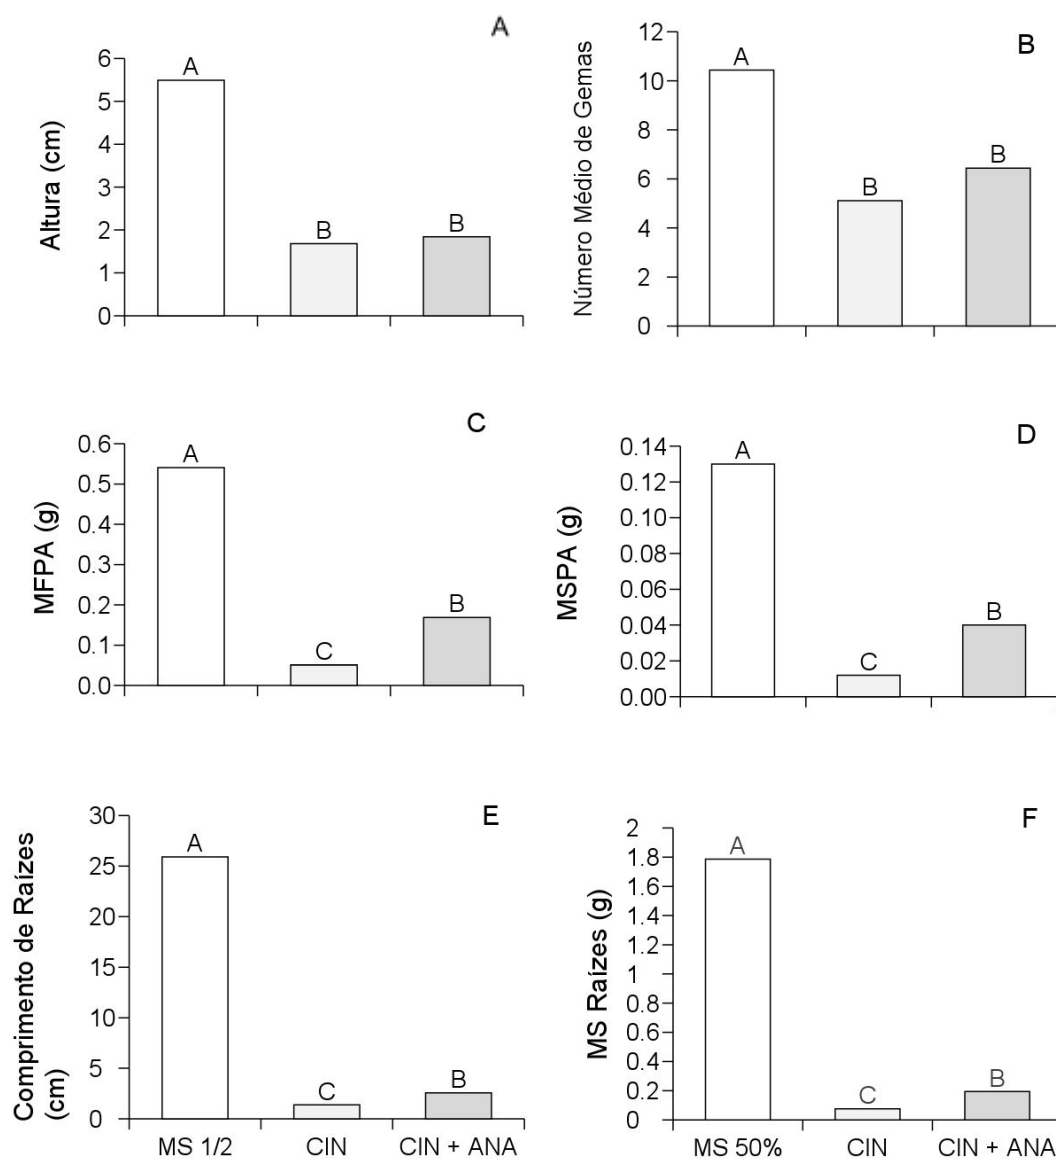 A
Altura (cm)
6
5
4
3
2
1
0
A
B
B
B
Número Médio de Gemas
12
10
8
6
4
2
0
A
B
B
C
MFPA (g)
0.6
0.5
0.4
0.3
0.2
0.1
0.0
A
C
B
D
MSPA (g)
0.14
0.12
0.10
0.08
0.06
0.04
0.02
0.00
A
C
B
E
Comprimento de Raízes
(cm)
30
25
20
15
10
5
0
A
C
B
MS 1/2 CIN CIN + ANA
F
MS Raízes (g)
2
1.8
1.6
1.4
1.2
1
0.8
0.6
0.4
0.2
0
A
C
B
MS 50% CIN CIN + ANA